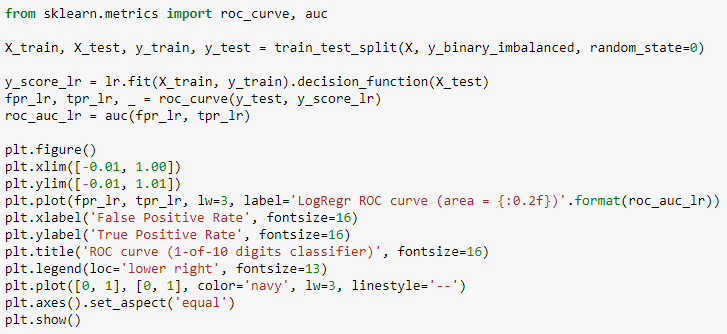 from sklearn.metrics import roc_curve, auc
X_train, X_test, y_train, y_test = train_test_split(X, y_binary_imbalanced, random_state=0)
y_score_lr = lr.fit(X_train, y_train).decision_function(X_test)
fpr_lr, tpr_lr, _ = roc_curve(y_test, y_score_lr)
roc_auc_lr = auc(fpr_lr, tpr_lr)
plt.figure()
plt.xlim([-0.01, 1.00])
plt.ylim([-0.01, 1.01])
plt.plot(fpr_lr, tpr_lr, lw=3, label='LogRegr ROC curve (area = {:0.2f})'.format(roc_auc_lr))
plt.xlabel('False Positive Rate', fontsize=16)
plt.ylabel('True Positive Rate', fontsize=16)
plt.title('ROC curve (1-of-10 digits classifier)', fontsize=16)
plt.legend(loc='lower right', fontsize=13)
plt.plot([0, 1], [0, 1], color='navy', lw=3, linestyle='--')
plt.axes().set_aspect('equal')
plt.show()